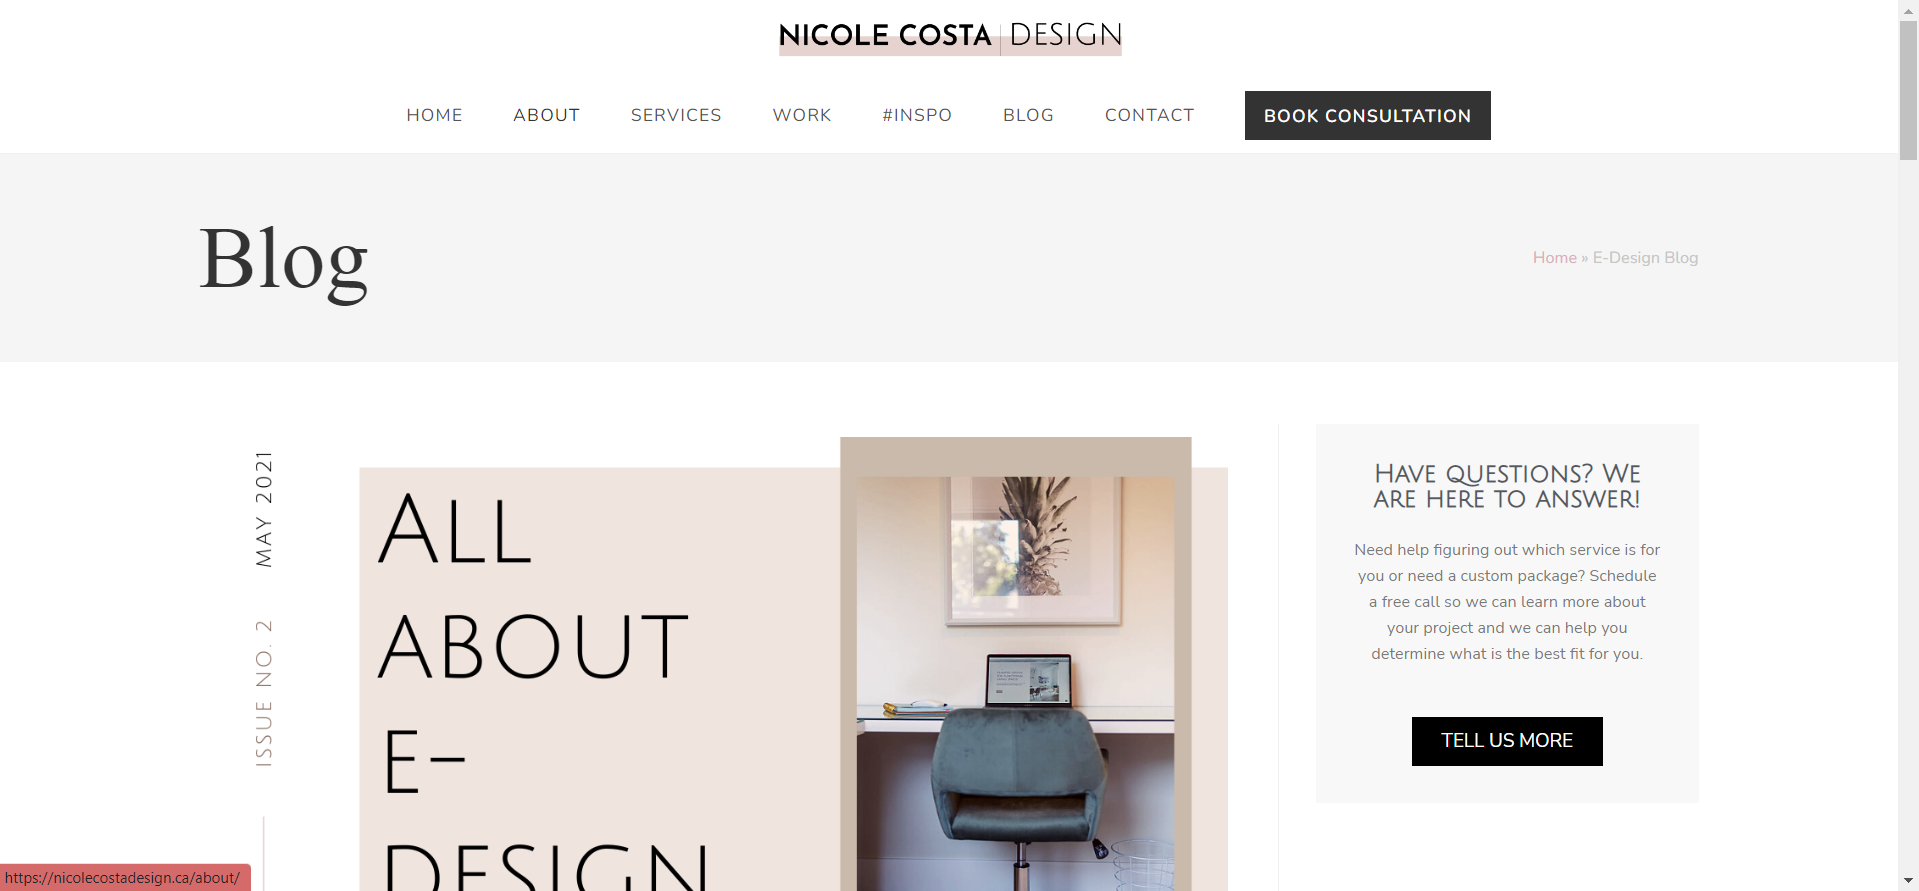 NICOLE COSTA DESIGN
HOME ABOUT SERVICES WORK #INSPO BLOG CONTACT BOOK CONSULTATION
Blog
Home » E-Design Blog
MAY 2021
ISSUE NO. 2
ALL
ABOUT
E-
DESIGN
HAVE QUESTIONS? WE
ARE HERE TO ANSWER!
Need help figuring out which service is for
you or need a custom package? Schedule
a free call so we can learn more about
your project and we can help you
determine what is the best fit for you.
TELL US MORE
https://nicolecostadesign.ca/about/